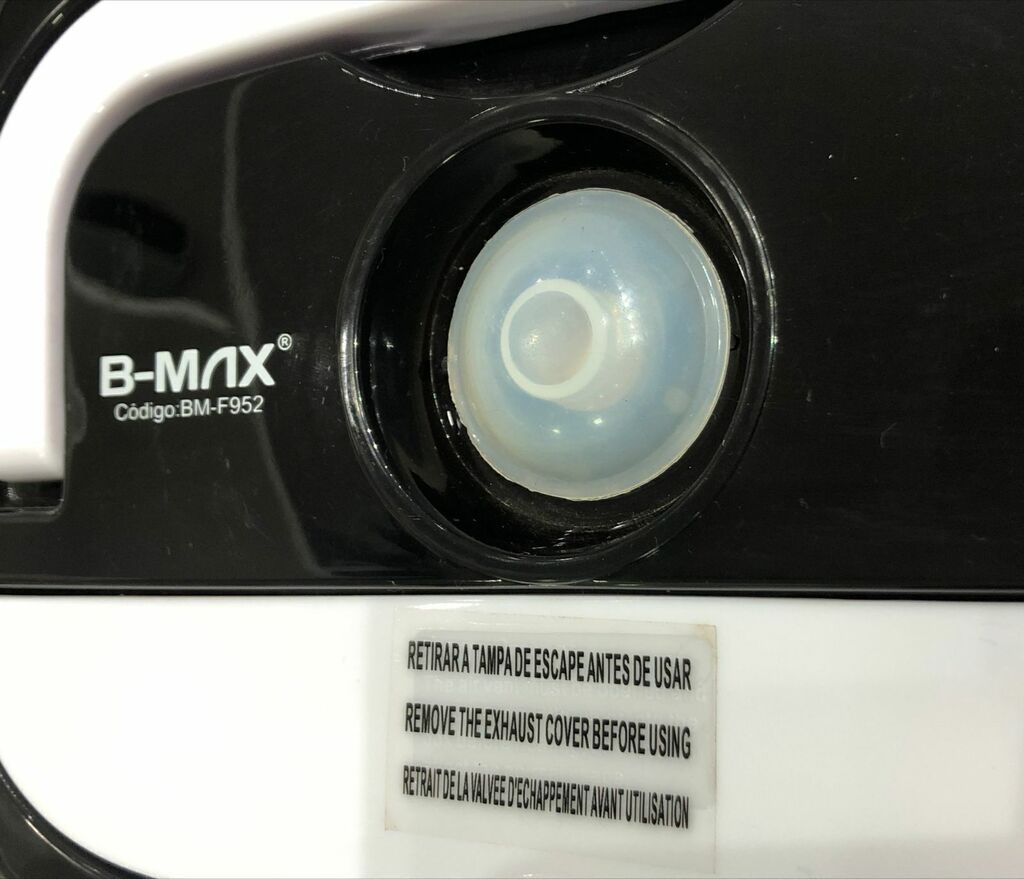 B-MAX®
Código:BM-F952
RETIRAR A TAMPA DE ESCAPE ANTES DE USAR
REMOVE THE EXHAUST COVER BEFORE USING
RETRAIT DE LA VALVEE D'ECHAPPEMENT AVANT UTILISATION